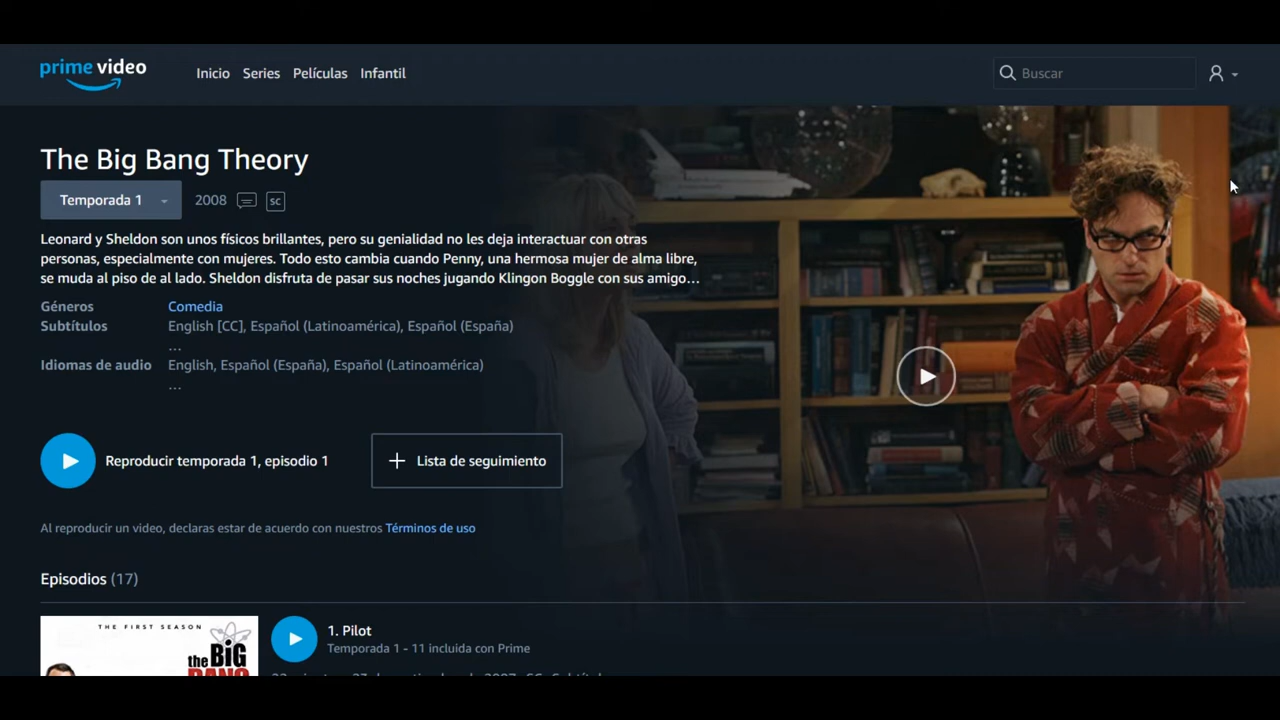 prime video
Inicio Series Películas Infantil
Buscar
The Big Bang Theory
Temporada 1
2008
SC
Leonard y Sheldon son unos físicos brillantes, pero su genialidad no les deja interactuar con otras
personas, especialmente con mujeres. Todo esto cambia cuando Penny, una hermosa mujer de alma libre,
se muda al piso de al lado. Sheldon disfruta de pasar sus noches jugando Klingon Boggle con sus amigo...
Géneros Comedia
Subtítulos English [CC], Español (Latinoamérica), Español (España)
...
Idiomas de audio English, Español (España), Español (Latinoamérica)
...
Reproducir temporada 1, episodio 1
+ Lista de seguimiento
Al reproducir un video, declaras estar de acuerdo con nuestros Términos de uso
Episodios (17)
THE FIRST SEASON
the BIG
1. Pilot
Temporada 1 - 11 incluida con Prime